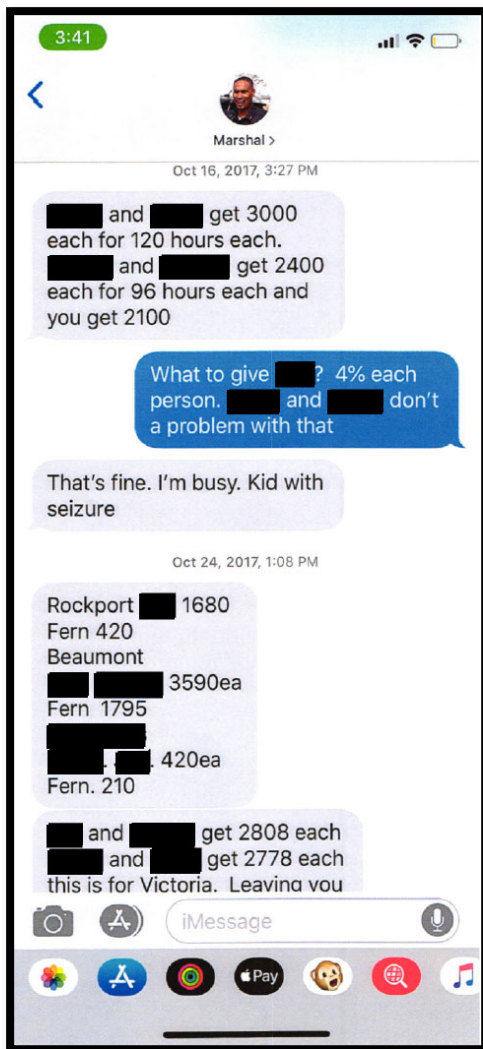 3:41
Marshal >
Oct 16, 2017, 3:27 PM
and get 3000
each for 120 hours each.
and get 2400
each for 96 hours each and
you get 2100
What to give ? 4% each
person. and don't
a problem with that
That's fine. I'm busy. Kid with
seizure
Oct 24, 2017, 1:08 PM
Rockport 1680
Fern 420
Beaumont
3590ea
Fern 1795
. . 420ea
Fern. 210
and get 2808 each
and get 2778 each
this is for Victoria. Leaving you
iMessage
Pay